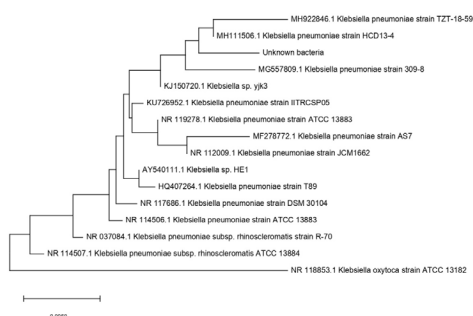 MH922846.1 Klebsiella pneumoniae strain TZT-18-59
MH111506.1 Klebsiella pneumoniae strain HCD13-4
Unknown bacteria
MG557809.1 Klebsiella pneumoniae strain 309-8
KJ150720.1 Klebsiella sp. yjk3
KU726952.1 Klebsiella pneumoniae strain IITRCSP05
NR 119278.1 Klebsiella pneumoniae strain ATCC 13883
MF278772.1 Klebsiella pneumoniae strain AS7
NR 112009.1 Klebsiella pneumoniae strain JCM1662
AY540111.1 Klebsiella sp. HE1
HQ407264.1 Klebsiella pneumoniae strain T89
NR 117686.1 Klebsiella pneumoniae strain DSM 30104
NR 114506.1 Klebsiella pneumoniae strain ATCC 13883
NR 037084.1 Klebsiella pneumoniae subsp. rhinoscleromatis strain R-70
NR 114507.1 Klebsiella pneumoniae subsp. rhinoscleromatis ATCC 13884
NR 118853.1 Klebsiella oxytoca strain ATCC 13182